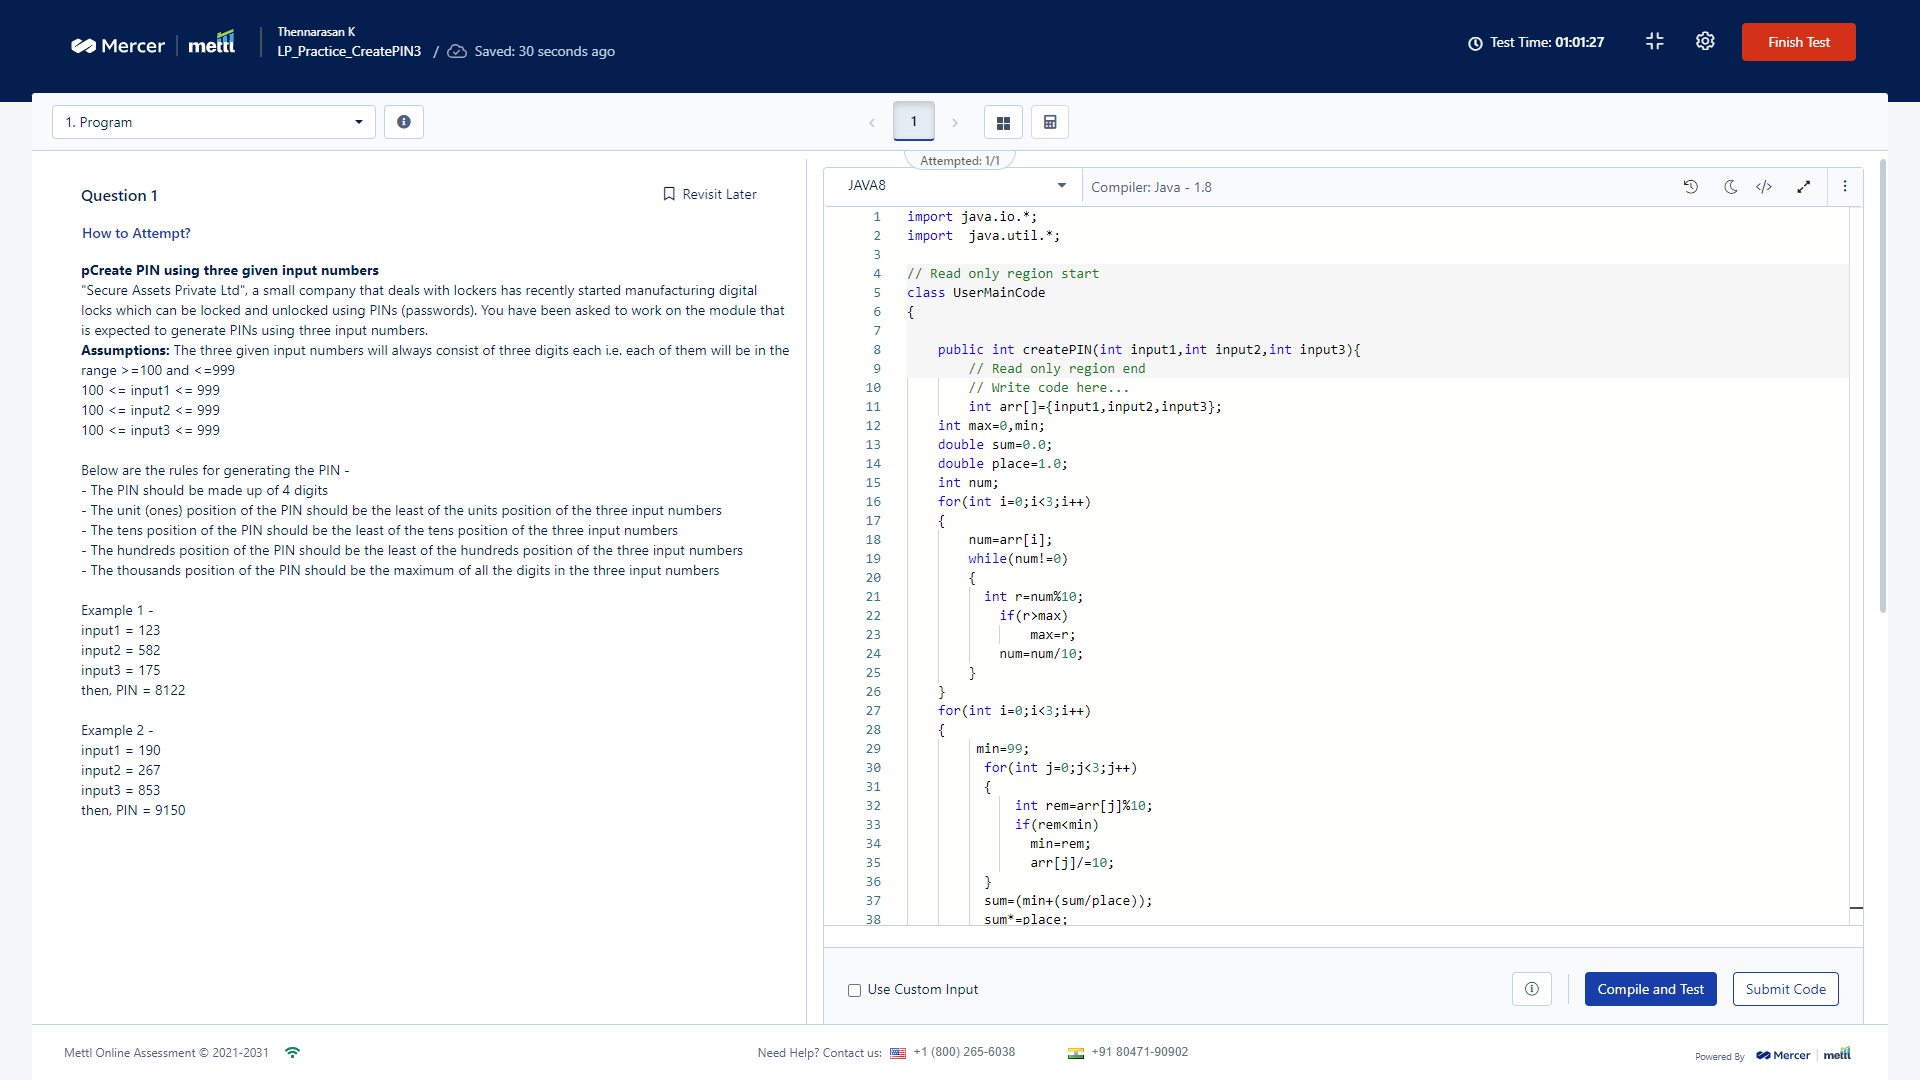 Mercer mettl
Thennarasan K
LP_Practice_CreatePIN3 / Saved: 30 seconds ago
Test Time: 01:01:27
Finish Test
1. Program
1
Attempted: 1/1
Question 1
Revisit Later
How to Attempt?
pCreate PIN using three given input numbers
"Secure Assets Private Ltd", a small company that deals with lockers has recently started manufacturing digital
locks which can be locked and unlocked using PINs (passwords). You have been asked to work on the module that
is expected to generate PINs using three input numbers.
Assumptions: The three given input numbers will always consist of three digits each i.e. each of them will be in the
range >=100 and <=999
100 <= input1 <= 999
100 <= input2 <= 999
100 <= input3 <= 999
Below are the rules for generating the PIN -
- The PIN should be made up of 4 digits
- The unit (ones) position of the PIN should be the least of the units position of the three input numbers
- The tens position of the PIN should be the least of the tens position of the three input numbers
- The hundreds position of the PIN should be the least of the hundreds position of the three input numbers
- The thousands position of the PIN should be the maximum of all the digits in the three input numbers
Example 1 -
input1 = 123
input2 = 582
input3 = 175
then, PIN = 8122
Example 2 -
input1 = 190
input2 = 267
input3 = 853
then, PIN = 9150
JAVA8
Compiler: Java - 1.8
1 import java.io.*;
2 import  java.util.*;
3
4 // Read only region start
5 class UserMainCode
6 {
7
8 public int createPIN(int input1,int input2,int input3){
9 // Read only region end
10 // Write code here...
11 int arr[]={input1,input2,input3};
12 int max=0,min;
13 double sum=0.0;
14 double place=1.0;
15 int num;
16 for(int i=0;i<3;i++)
17 {
18 num=arr[i];
19 while(num!=0)
20 {
21 int r=num%10;
22 if(r>max)
23 max=r;
24 num=num/10;
25 }
26 }
27 for(int i=0;i<3;i++)
28 {
29 min=99;
30 for(int j=0;j<3;j++)
31 {
32 int rem=arr[j]%10;
33 if(rem<min)
34 min=rem;
35 arr[j]/=10;
36 }
37 sum=(min+(sum/place));
38 sum*=place;
Use Custom Input
Compile and Test
Submit Code
Mettl Online Assessment © 2021-2031
Need Help? Contact us: +1 (800) 265-6038
+91 80471-90902
Powered By Mercer mettl